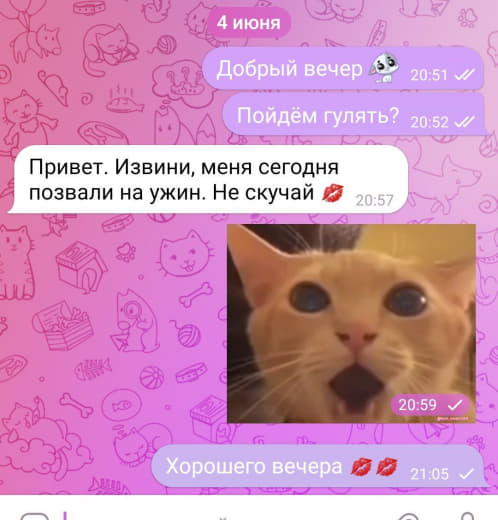 4 июня
Добрый вечер
20:51
Пойдём гулять?
20:52
Привет. Извини, меня сегодня
позвали на ужин. Не скучай 💋
20:57
20:59
Хорошего вечера 💋💋
21:05